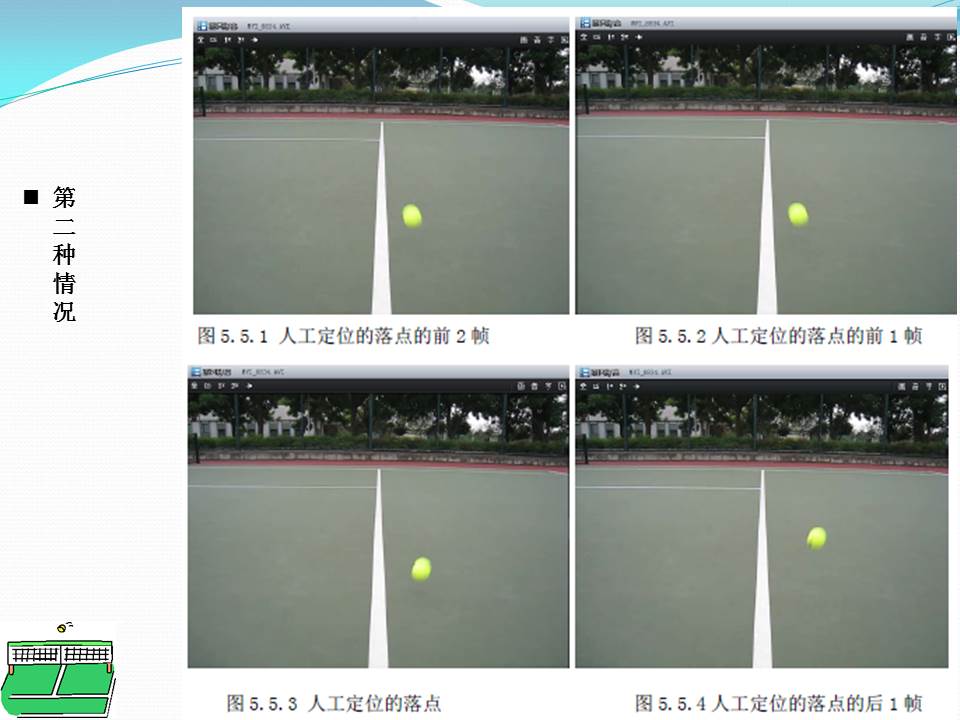 ■ 第二种情况
图 5.5.1 人工定位的落点的前 2 帧
图 5.5.2 人工定位的落点的前 1 帧
图 5.5.3 人工定位的落点
图 5.5.4 人工定位的落点的后 1 帧